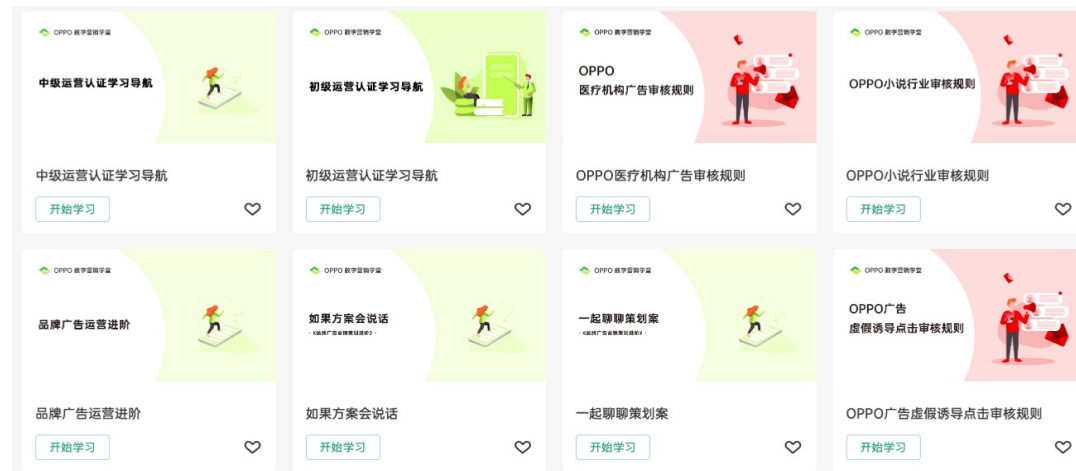 OPPO 数字营销学堂
中级运营认证学习导航
中级运营认证学习导航
开始学习
OPPO 数字营销学堂
初级运营认证学习导航
初级运营认证学习导航
开始学习
OPPO 数字营销学堂
OPPO
医疗机构广告审核规则
OPPO医疗机构广告审核规则
开始学习
OPPO 数字营销学堂
OPPO小说行业审核规则
OPPO小说行业审核规则
开始学习
OPPO 数字营销学堂
品牌广告运营进阶
品牌广告运营进阶
开始学习
OPPO 数字营销学堂
如果方案会说话
如果方案会说话
开始学习
OPPO 数字营销学堂
一起聊聊策划案
一起聊聊策划案
开始学习
OPPO 数字营销学堂
OPPO广告
虚假诱导点击审核规则
OPPO广告虚假诱导点击审核规则
开始学习